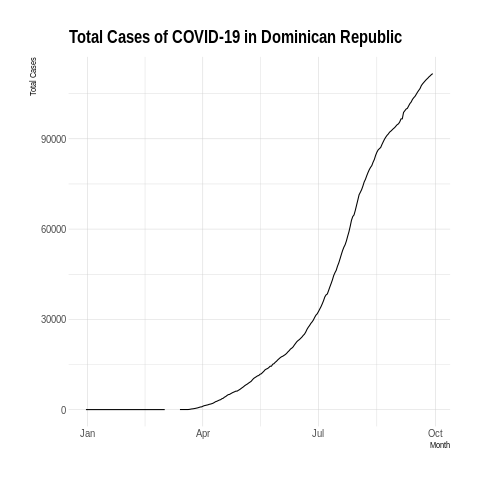 Total Cases of COVID-19 in Dominican Republic
Total Cases
90000
60000
30000
0
Jan Apr Jul Oct
Month